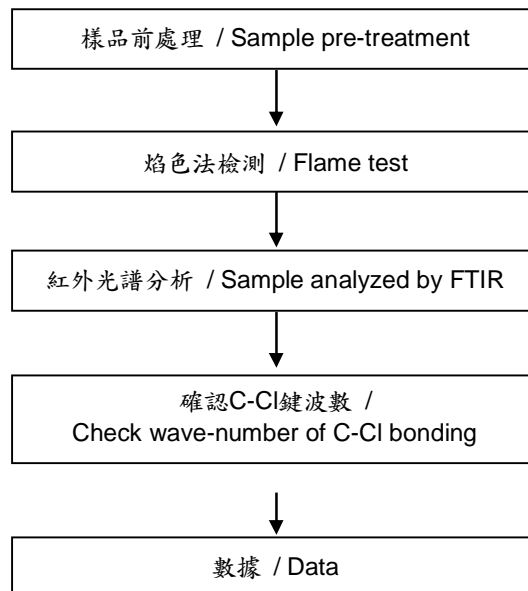 樣品前處理 / Sample pre-treatment
焰色法檢測 / Flame test
紅外光譜分析 / Sample analyzed by FTIR
確認C-Cl鍵波數 /
Check wave-number of C-Cl bonding
數據 / Data